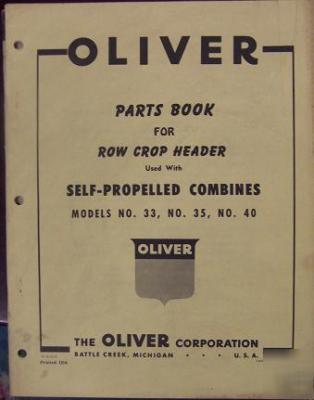 OLIVER
PARTS BOOK
FOR
ROW CROP HEADER
Used With
SELF-PROPELLED COMBINES
MODELS NO. 33, NO. 35, NO. 40
OLIVER
THE OLIVER CORPORATION
BATTLE CREEK, MICHIGAN • • • U. S. A.
Printed